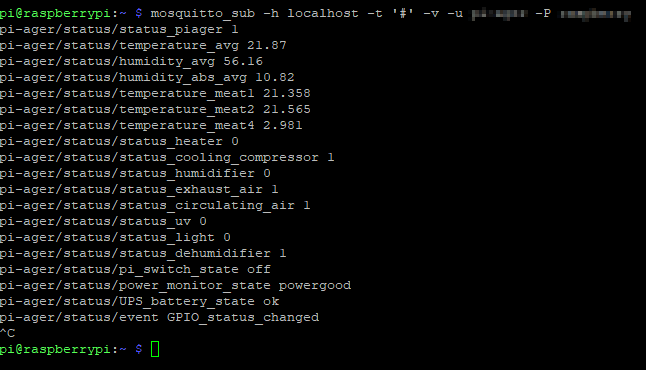 pi@raspberrypi:~ $ mosquitto_sub -h localhost -t '#' -v -u -P
pi-ager/status/status_piager 1
pi-ager/status/temperature_avg 21.87
pi-ager/status/humidity_avg 56.16
pi-ager/status/humidity_abs_avg 10.82
pi-ager/status/temperature_meat1 21.358
pi-ager/status/temperature_meat2 21.565
pi-ager/status/temperature_meat4 2.981
pi-ager/status/status_heater 0
pi-ager/status/status_cooling_compressor 1
pi-ager/status/status_humidifier 0
pi-ager/status/status_exhaust_air 1
pi-ager/status/status_circulating_air 1
pi-ager/status/status_uv 0
pi-ager/status/status_light 0
pi-ager/status/status_dehumidifier 1
pi-ager/status/pi_switch_state off
pi-ager/status/power_monitor_state powergood
pi-ager/status/UPS_battery_state ok
pi-ager/status/event GPIO_status_changed
^C
pi@raspberrypi:~ $